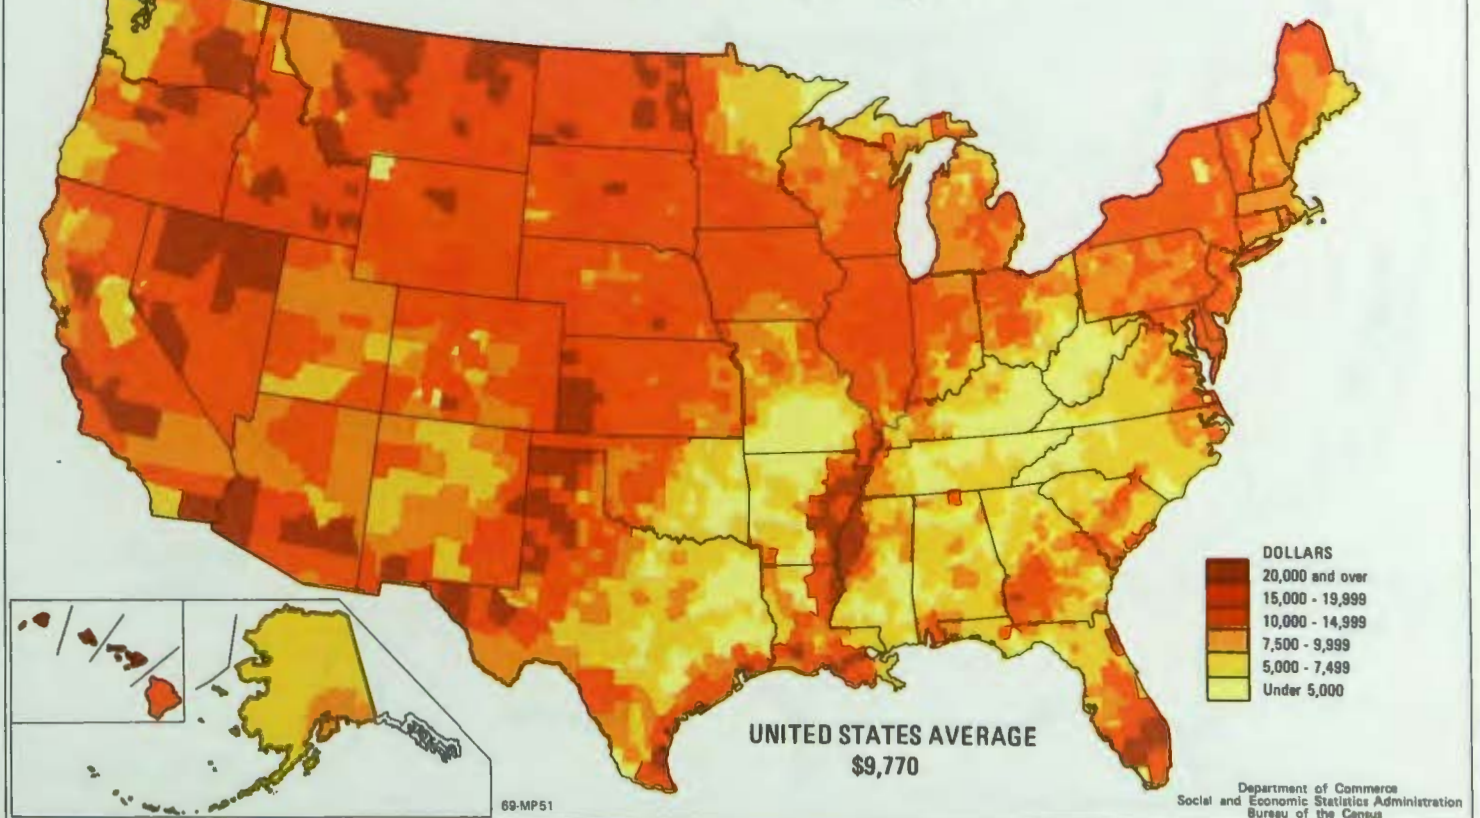 DOLLARS
20,000 and over
15,000 - 19,999
10,000 - 14,999
7,500 - 9,999
5,000 - 7,499
Under 5,000
UNITED STATES AVERAGE
$9,770
69-MP51
Department of Commerce
Social and Economic Statistics Administration
Bureau of the Census